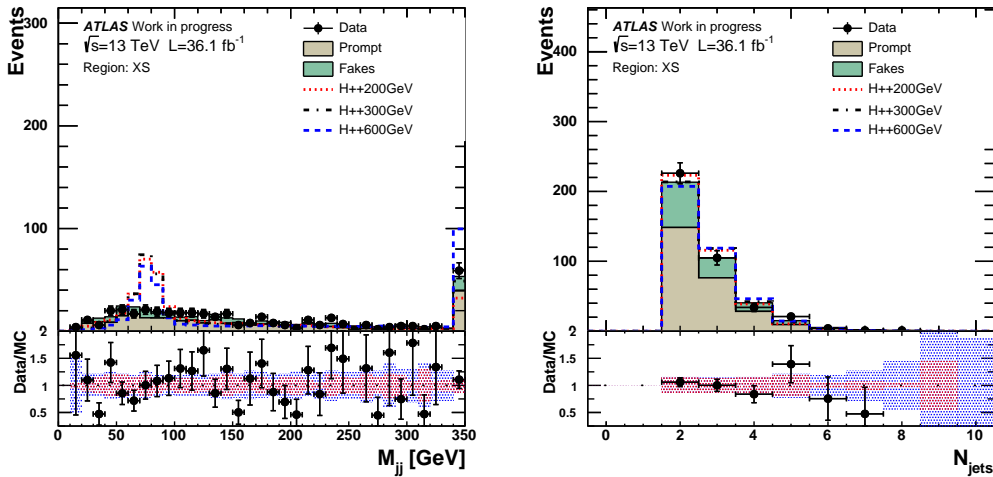 Events
300
200
100
2
ATLAS Work in progress
√s=13 TeV L=36.1 fb⁻¹
Region: XS
Data
Prompt
Fakes
H++200GeV
H++300GeV
H++600GeV
Data/MC
1.5
1
0.5
0 50 100 150 200 250 300 350
M_jj [GeV]
Events
400
300
200
100
2
ATLAS Work in progress
√s=13 TeV L=36.1 fb⁻¹
Region: XS
Data
Prompt
Fakes
H++200GeV
H++300GeV
H++600GeV
Data/MC
1.5
1
0.5
0 2 4 6 8 10
N_jets